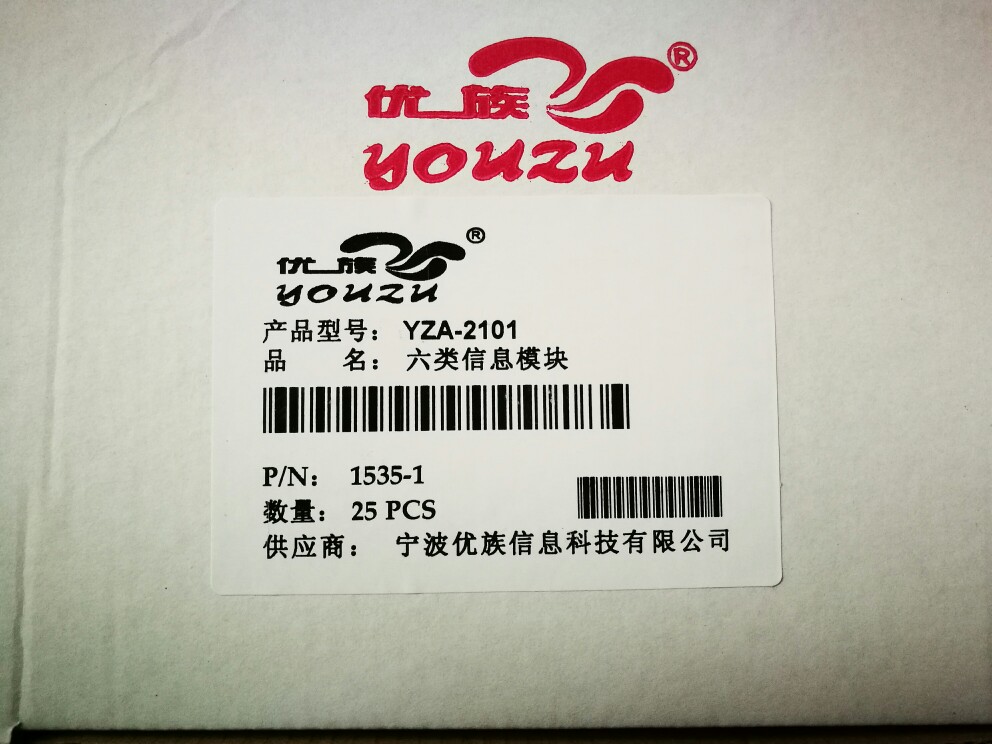 优族®
youzu
优族®
youzu
产品型号： YZA-2101
品 名： 六类信息模块
P/N： 1535-1
数量： 25 PCS
供应商： 宁波优族信息科技有限公司